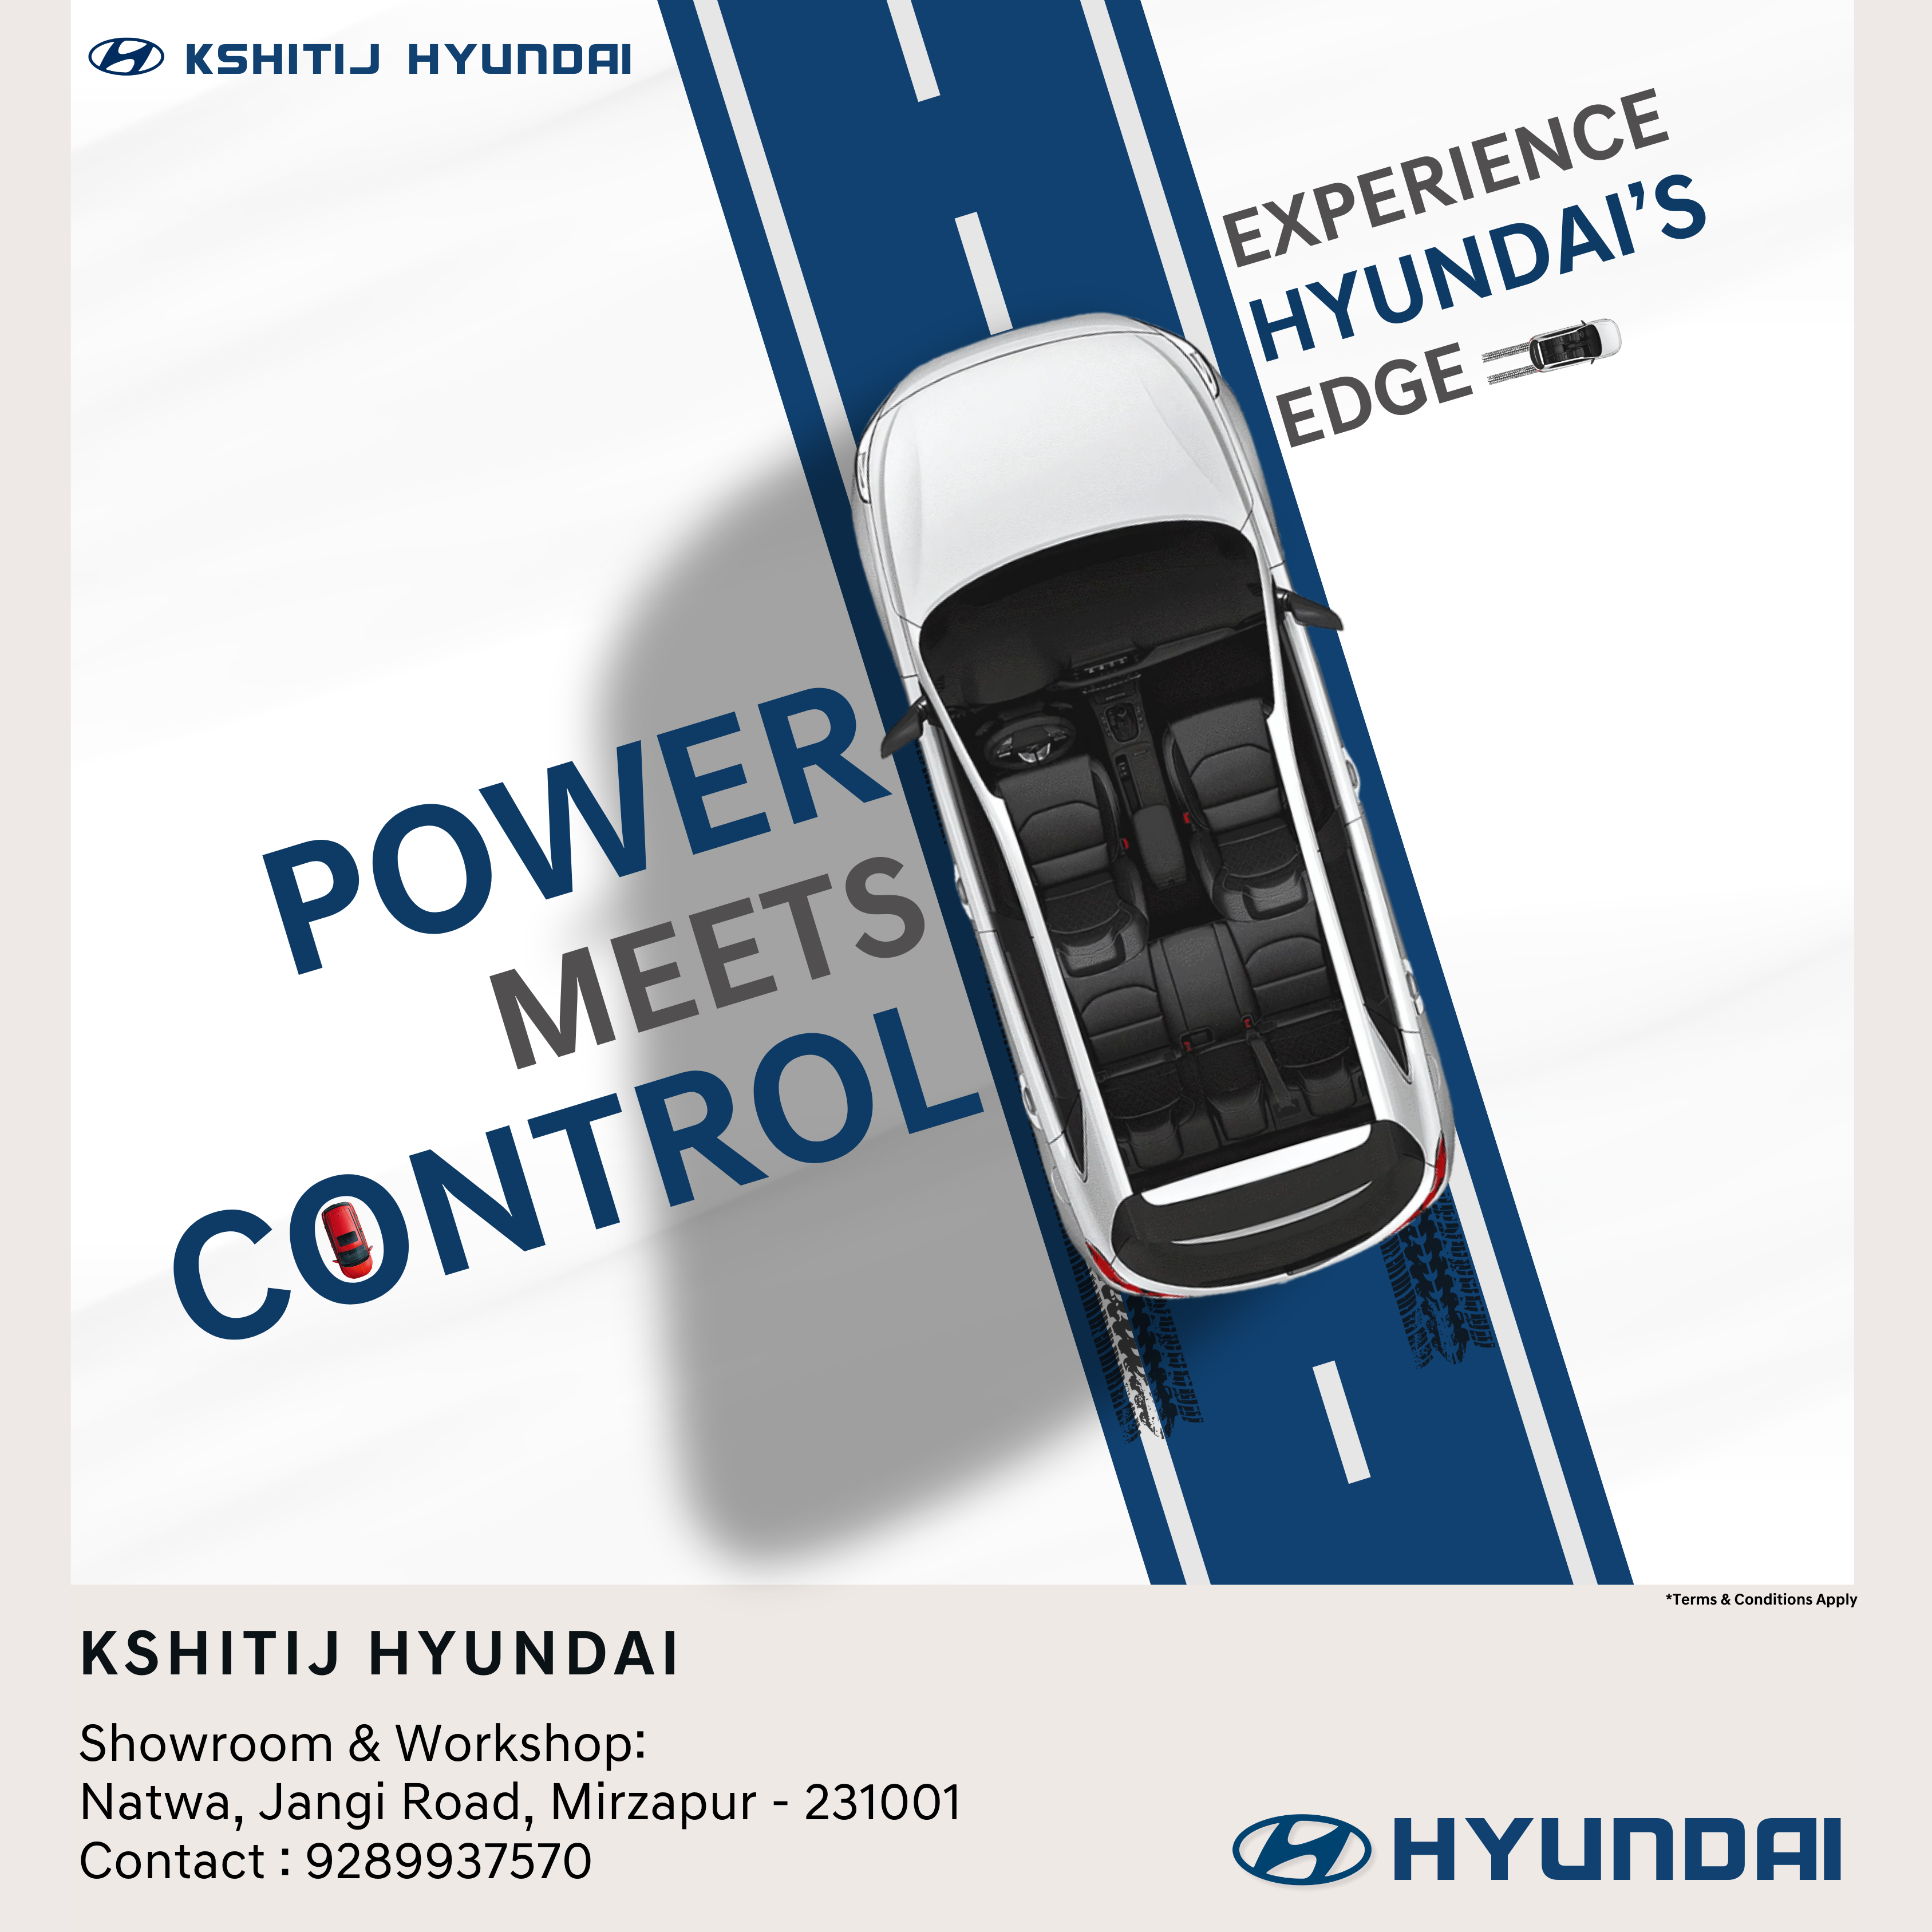 KSHITIJ HYUNDAI
EXPERIENCE
HYUNDAI’S
EDGE
POWER
MEETS
CONTROL
*Terms & Conditions Apply
KSHITIJ HYUNDAI
Showroom & Workshop:
Natwa, Jangi Road, Mirzapur - 231001
Contact : 9289937570
HYUNDAI